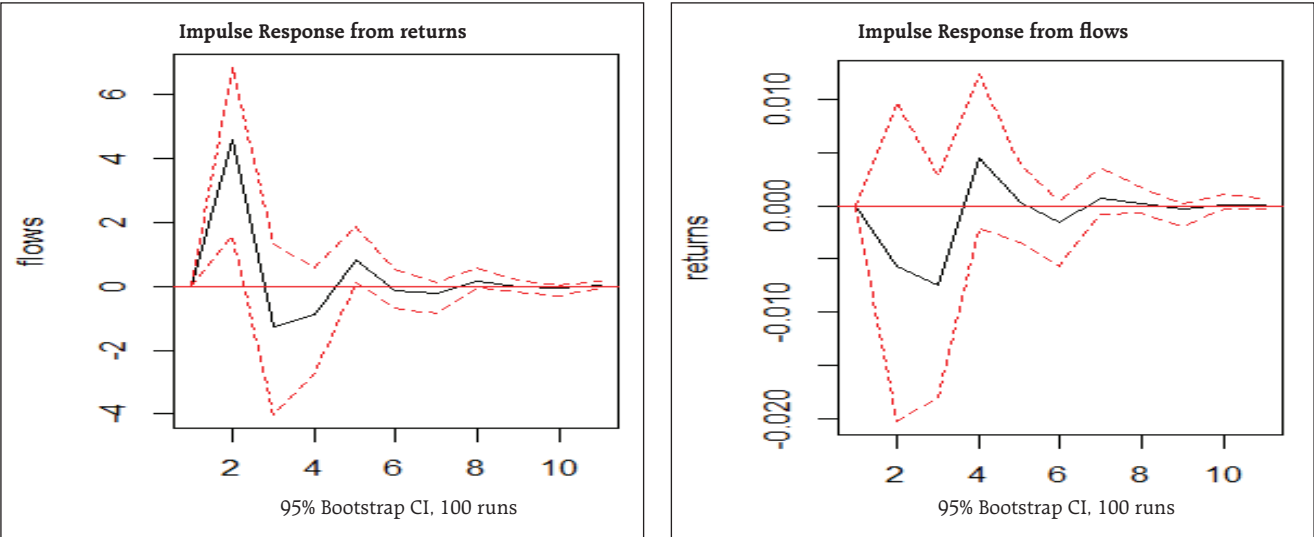 Impulse Response from returns
flows
6
4
2
0
-2
-4
2 4 6 8 10
95% Bootstrap CI, 100 runs
Impulse Response from flows
returns
0.010
0.000
-0.010
-0.020
2 4 6 8 10
95% Bootstrap CI, 100 runs